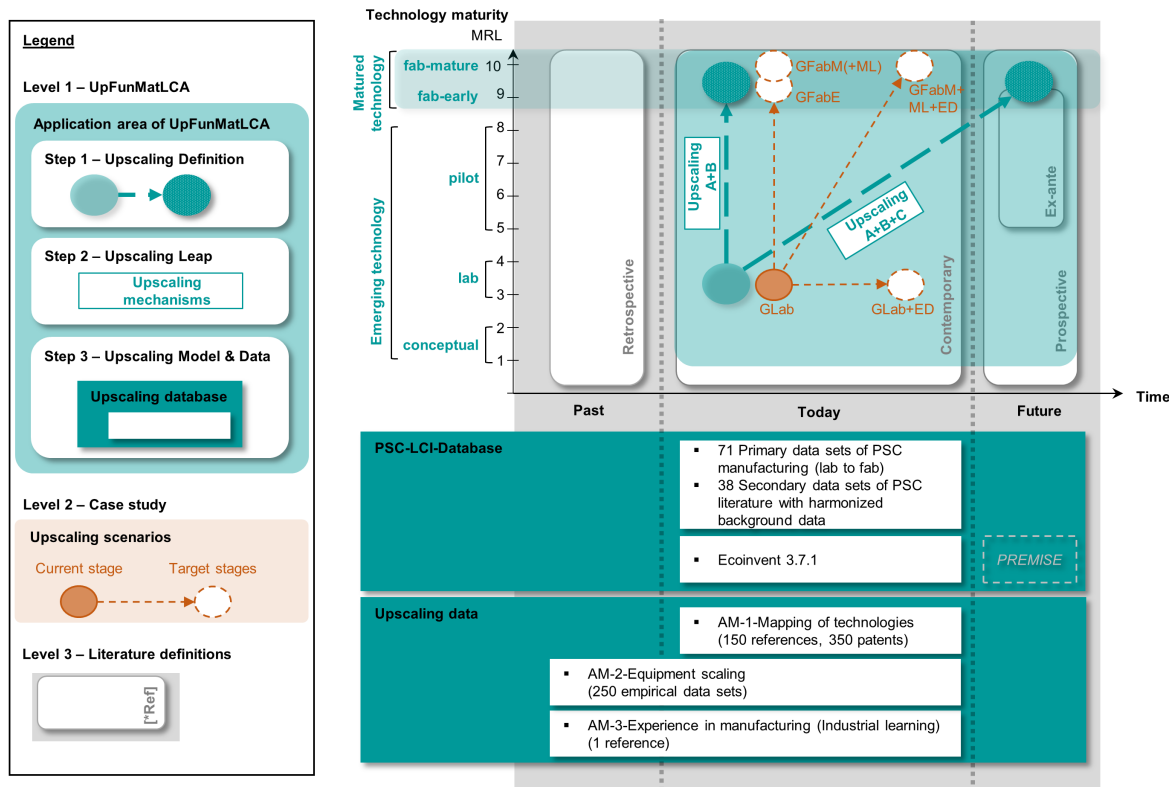 Legend
Level 1 – UpFunMatLCA
Application area of UpFunMatLCA
Step 1 – Upscaling Definition
Step 2 – Upscaling Leap
Upscaling
mechanisms
Step 3 – Upscaling Model & Data
Upscaling database
Level 2 – Case study
Upscaling scenarios
Current stage
Target stages
Level 3 – Literature definitions
[*Ref]
Technology maturity
MRL
Matured
technology
fab-mature
fab-early
Emerging technology
pilot
lab
conceptual
10
9
8
7
6
5
4
3
2
1
Retrospective
Upscaling
A+B
GFabM(+ML)
GFabE
GFabM+
ML+ED
Upscaling
A+B+C
GLab
GLab+ED
Contemporary
Ex-ante
Prospective
Time
Past
Today
Future
PSC-LCI-Database
▪ 71 Primary data sets of PSC
manufacturing (lab to fab)
▪ 38 Secondary data sets of PSC
literature with harmonized
background data
▪ Ecoinvent 3.7.1
PREMISE
Upscaling data
▪ AM-1-Mapping of technologies
(150 references, 350 patents)
▪ AM-2-Equipment scaling
(250 empirical data sets)
▪ AM-3-Experience in manufacturing (Industrial learning)
(1 reference)